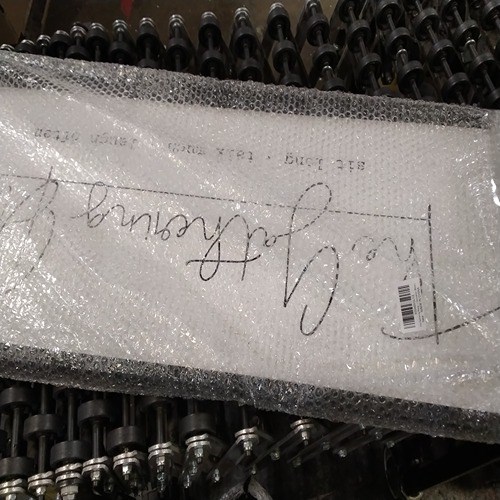 The Gathering
sit long · talk much · laugh often